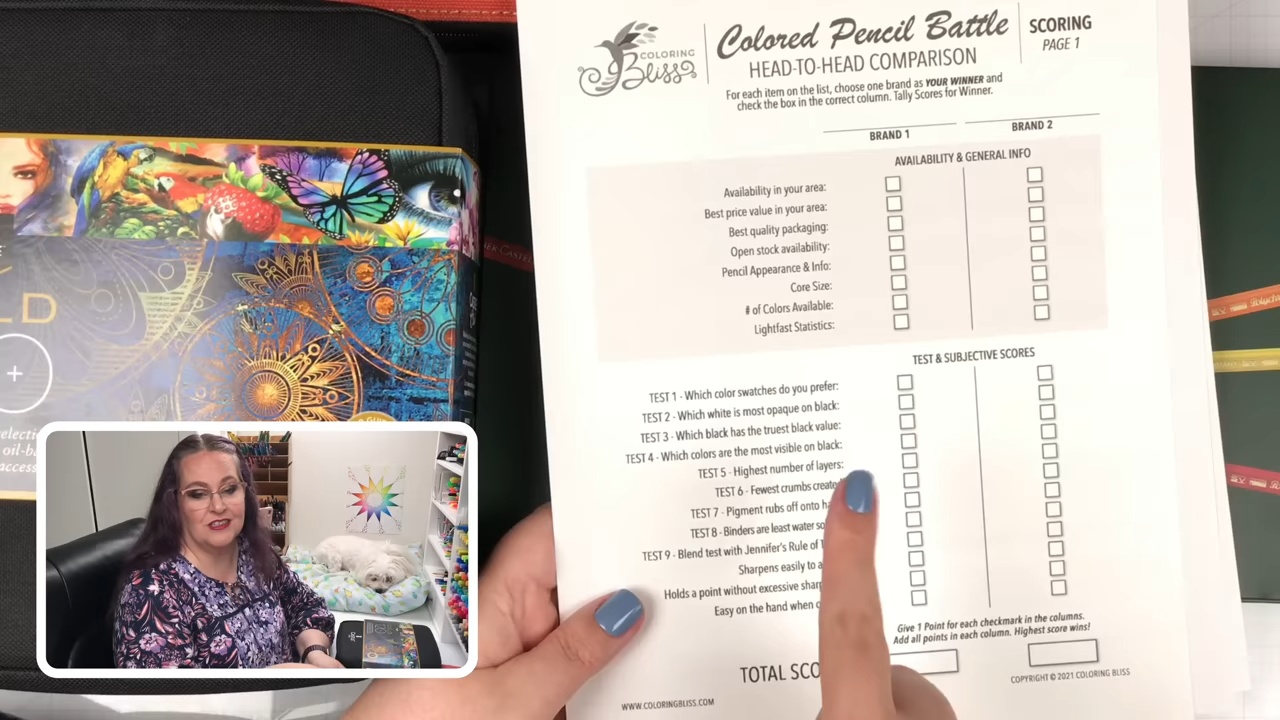 COLORING
Bliss
Colored Pencil Battle
HEAD-TO-HEAD COMPARISON
SCORING
PAGE 1
For each item on the list, choose one brand as YOUR WINNER and
check the box in the correct column. Tally Scores for Winner.
BRAND 1
BRAND 2
AVAILABILITY & GENERAL INFO
Availability in your area:
Best price value in your area:
Best quality packaging:
Open stock availability:
Pencil Appearance & Info:
Core Size:
# of Colors Available:
Lightfast Statistics:
TEST & SUBJECTIVE SCORES
TEST 1 - Which color swatches do you prefer:
TEST 2 - Which white is most opaque on black:
TEST 3 - Which black has the truest black value:
TEST 4 - Which colors are the most visible on black:
TEST 5 - Highest number of layers:
TEST 6 - Fewest crumbs create
TEST 7 - Pigment rubs off onto
TEST 8 - Binders are least water
TEST 9 - Blend test with Jennifer's Rule of
Sharpens easily to a
Holds a point without excessive
Easy on the hand when
Give 1 Point for each checkmark in the columns.
Add all points in each column. Highest score wins!
TOTAL SCO
WWW.COLORINGBLISS.COM
COPYRIGHT © 2021 COLORING BLISS
LD
+
oil-ba
access